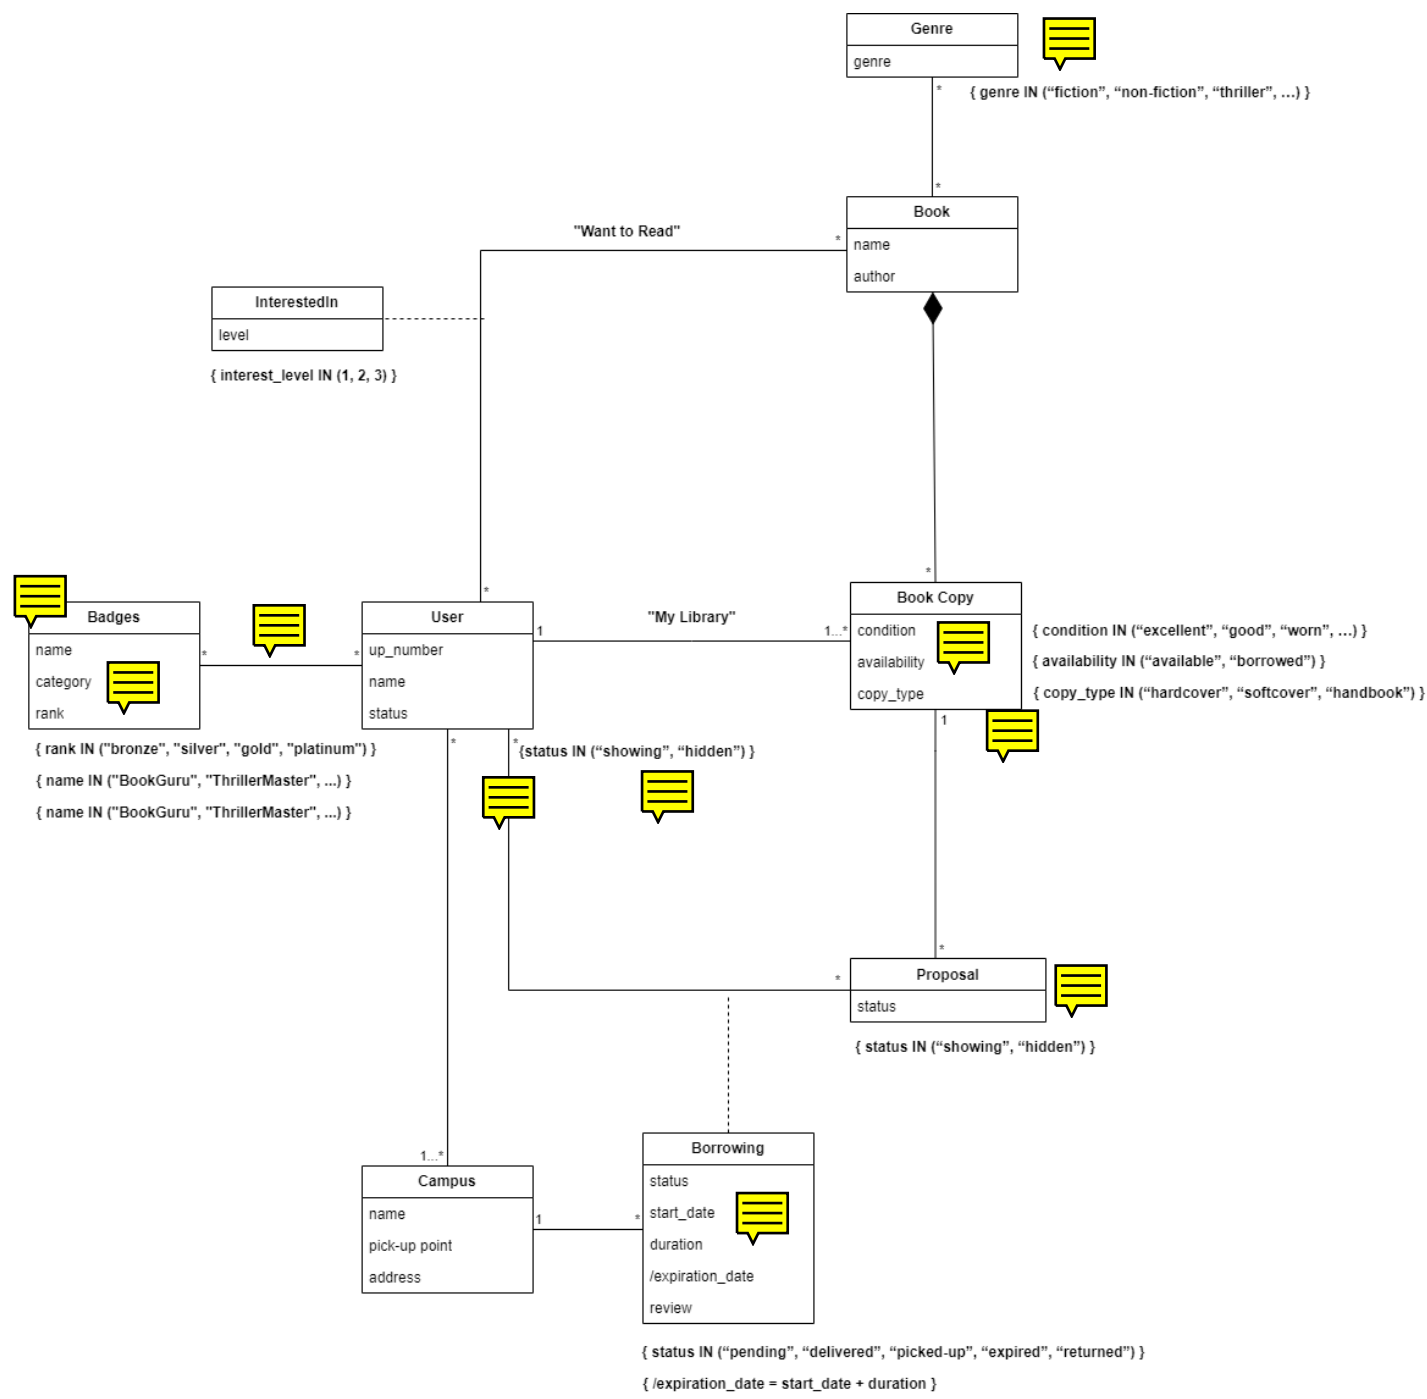 Genre
genre
{ genre IN (“fiction”, “non-fiction”, “thriller”, …) }
*
*
Book
name
author
"Want to Read"
*
InterestedIn
level
{ interest_level IN (1, 2, 3) }
*
*
Badges
name
category
rank
*
*
User
up_number
name
status
"My Library"
1
1...*
Book Copy
condition
availability
copy_type
{ condition IN (“excellent”, “good”, “worn”, …) }
{ availability IN (“available”, “borrowed”) }
{ copy_type IN (“hardcover”, “softcover”, “handbook”) }
{ rank IN ("bronze", "silver", "gold", "platinum") }
{ name IN ("BookGuru", "ThrillerMaster", ...) }
{ name IN ("BookGuru", "ThrillerMaster", ...) }
*
*
{status IN (“showing”, “hidden”) }
1
*
*
Proposal
status
{ status IN (“showing”, “hidden”) }
1...*
Campus
name
pick-up point
address
1
*
Borrowing
status
start_date
duration
/expiration_date
review
{ status IN (“pending”, “delivered”, “picked-up”, “expired”, “returned”) }
{ /expiration_date = start_date + duration }